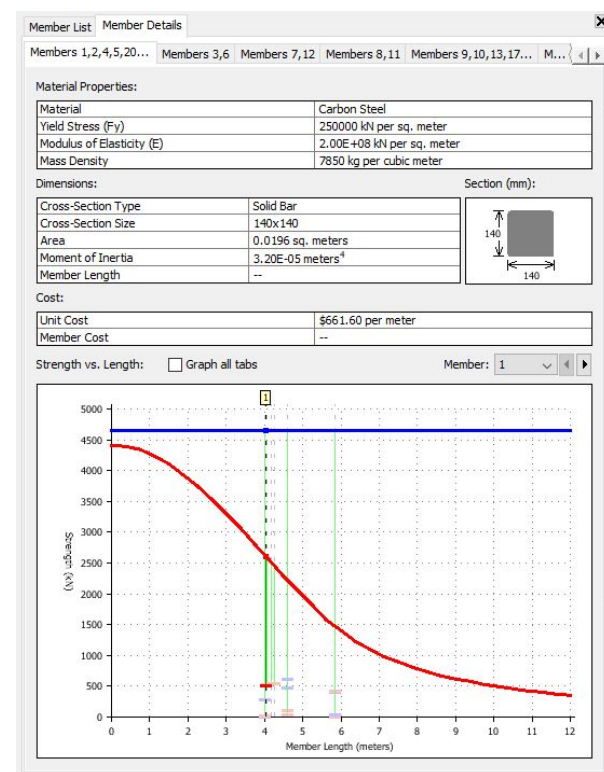 Member List Member Details
Members 1,2,4,5,20... Members 3,6 Members 7,12 Members 8,11 Members 9,10,13,17... M...
Material Properties:
Material Carbon Steel
Yield Stress (Fy) 250000 kN per sq. meter
Modulus of Elasticity (E) 2.00E+08 kN per sq. meter
Mass Density 7850 kg per cubic meter
Dimensions: Section (mm):
Cross-Section Type Solid Bar
Cross-Section Size 140x140
Area 0.0196 sq. meters
Moment of Inertia 3.20E-05 meters⁴
Member Length --
140
140
Cost:
Unit Cost $661.60 per meter
Member Cost --
Strength vs. Length: Graph all tabs Member: 1
1
5000
4500
4000
3500
3000
2500
2000
1500
1000
500
0
Strength (kN)
0 1 2 3 4 5 6 7 8 9 10 11 12
Member Length (meters)